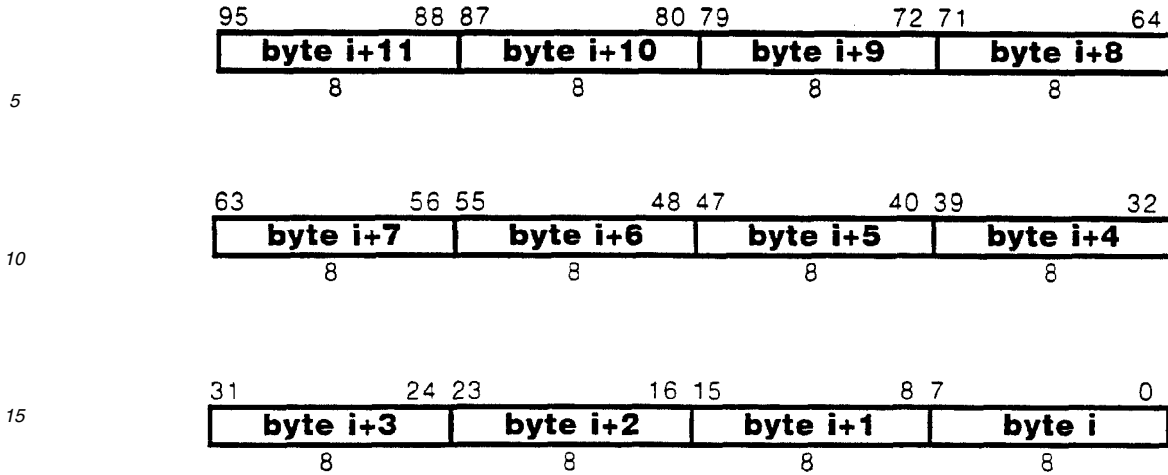 95 88 87 80 79 72 71 64
byte i+11 byte i+10 byte i+9 byte i+8
8 8 8 8
5
63 56 55 48 47 40 39 32
byte i+7 byte i+6 byte i+5 byte i+4
10
8 8 8 8
31 24 23 16 15 8 7 0
15
byte i+3 byte i+2 byte i+1 byte i
8 8 8 8